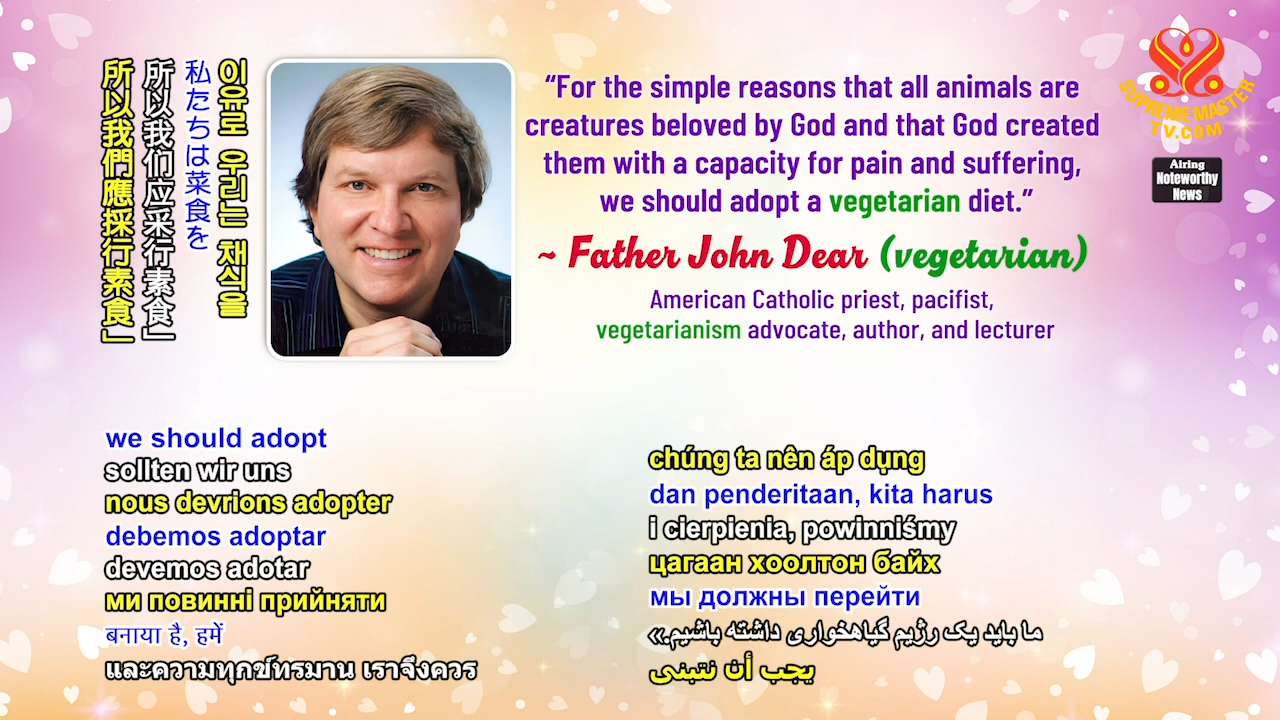 이유로 우리는 채식을
私たちは菜食を
所以我们应采行素食」
所以我們應採行素食」
“For the simple reasons that all animals are
creatures beloved by God and that God created
them with a capacity for pain and suffering,
we should adopt a vegetarian diet.”
~ Father John Dear (vegetarian)
American Catholic priest, pacifist,
vegetarianism advocate, author, and lecturer
SUPREME MASTER
TV.COM
Airing
Noteworthy
News
we should adopt
sollten wir uns
nous devrions adopter
debemos adoptar
devemos adotar
ми повинні прийняти
बनाया है, हमें
และความทุกข์ทรมาน เราจึงควร
chúng ta nên áp dụng
dan penderitaan, kita harus
i cierpienia, powinniśmy
цагаан хоолтон байх
мы должны перейти
ما باید یک رژیم گیاهخواری داشته باشیم.»
يجب أن نتبنى